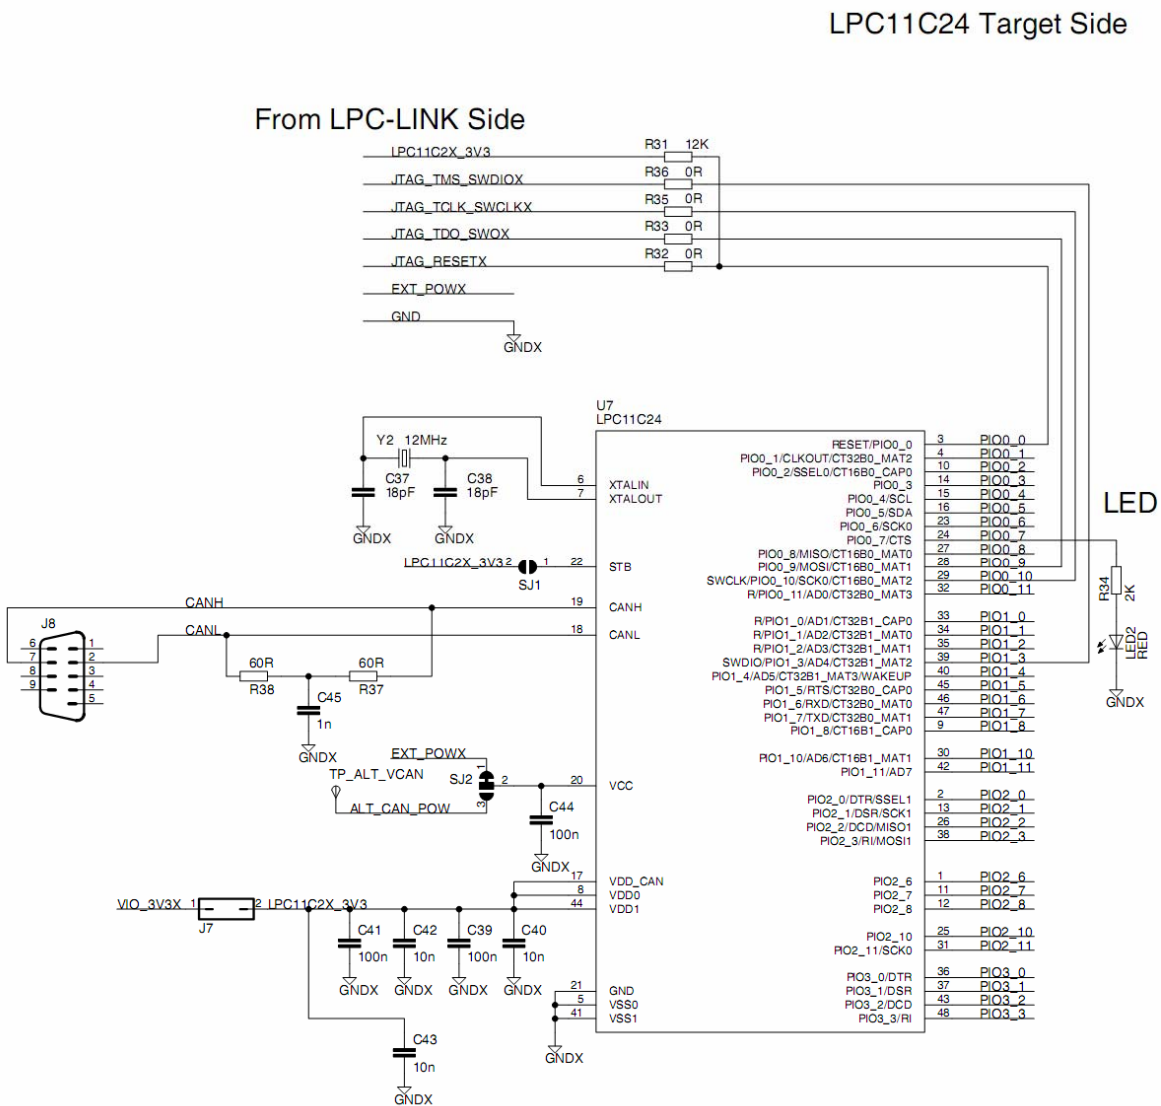 LPC11C24 Target Side
From LPC-LINK Side
LPC11C2X_3V3 R31 12K
JTAG_TMS_SWDIOX R36 0R
JTAG_TCLK_SWCLKX R35 0R
JTAG_TDO_SWOX R33 0R
JTAG_RESETX R32 0R
EXT_POWX
GND
GNDX
U7
LPC11C24
Y2 12MHz
C37 18pF
C38 18pF
GNDX GNDX
6 XTALIN
7 XTALOUT
LPC11C2X_3V3 2 1 22 STB
SJ1
CANH 19 CANH
CANL 18 CANL
J8
6 1
7 2
8 3
9 4
5
60R R38
60R R37
C45
1n
GNDX
EXT_POWX
TP_ALT_VCAN
ALT_CAN_POW
SJ2 1 2 3
20 VCC
C44
100n
GNDX
17 VDD_CAN
8 VDD0
44 VDD1
VIO_3V3X 1 2 LPC11C2X_3V3
J7
C41 100n
C42 10n
C39 100n
C40 10n
GNDX GNDX GNDX GNDX
21 GND
5 VSS0
41 VSS1
GNDX
C43
10n
GNDX
RESET/PIO0_0 3 PIO0_0
PIO0_1/CLKOUT/CT32B0_MAT2 4 PIO0_1
PIO0_2/SSEL0/CT16B0_CAP0 10 PIO0_2
PIO0_3 14 PIO0_3
PIO0_4/SCL 15 PIO0_4
PIO0_5/SDA 16 PIO0_5
PIO0_6/SCK0 23 PIO0_6
PIO0_7/CTS 24 PIO0_7
PIO0_8/MISO/CT16B0_MAT0 27 PIO0_8
PIO0_9/MOSI/CT16B0_MAT1 28 PIO0_9
SWCLK/PIO0_10/SCK0/CT16B0_MAT2 29 PIO0_10
R/PIO0_11/AD0/CT32B0_MAT3 32 PIO0_11
R/PIO1_0/AD1/CT32B1_CAP0 33 PIO1_0
R/PIO1_1/AD2/CT32B1_MAT0 34 PIO1_1
R/PIO1_2/AD3/CT32B1_MAT1 35 PIO1_2
SWDIO/PIO1_3/AD4/CT32B1_MAT2 39 PIO1_3
PIO1_4/AD5/CT32B1_MAT3/WAKEUP 40 PIO1_4
PIO1_5/RTS/CT32B0_CAP0 45 PIO1_5
PIO1_6/RXD/CT32B0_MAT0 46 PIO1_6
PIO1_7/TXD/CT32B0_MAT1 47 PIO1_7
PIO1_8/CT16B1_CAP0 9 PIO1_8
PIO1_10/AD6/CT16B1_MAT1 30 PIO1_10
PIO1_11/AD7 42 PIO1_11
PIO2_0/DTR/SSEL1 2 PIO2_0
PIO2_1/DSR/SCK1 13 PIO2_1
PIO2_2/DCD/MISO1 26 PIO2_2
PIO2_3/RI/MOSI1 38 PIO2_3
PIO2_6 1 PIO2_6
PIO2_7 11 PIO2_7
PIO2_8 12 PIO2_8
PIO2_10 25 PIO2_10
PIO2_11/SCK0 31 PIO2_11
PIO3_0/DTR 36 PIO3_0
PIO3_1/DSR 37 PIO3_1
PIO3_2/DCD 43 PIO3_2
PIO3_3/RI 48 PIO3_3
LED
R34
2K
LED2
RED
GNDX